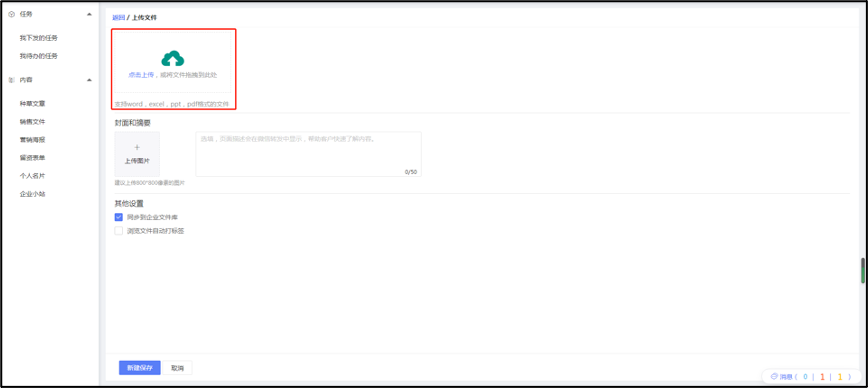 任务
我下发的任务
我待办的任务
内容
种草文章
销售文件
营销海报
留资表单
个人名片
企业小站
返回 / 上传文件
点击上传，或将文件拖拽到此处
支持word，excel，ppt，pdf格式的文件
封面和摘要
+
上传图片
选填，页面描述会在微信转发中显示，帮助客户快速了解内容。
0/50
建议上传800*800像素的图片
其他设置
同步到企业文件库
浏览文件自动打标签
新建保存
取消
消息 ( 0 | 1 | 1 )